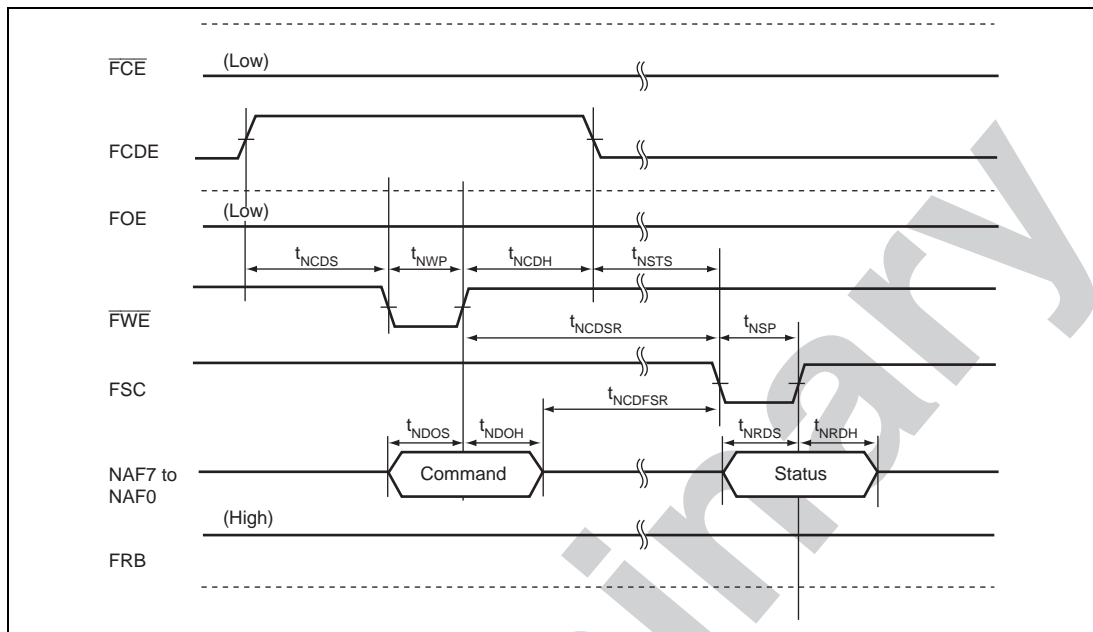 FCE (Low)
FCDE
FOE (Low)
tNCDS tNWP tNCDH tNSTS
FWE
tNCDSR tNSP
FSC
tNCDFSR
tNDOS tNDOH tNRDS tNRDH
NAF7 to
NAF0
Command Status
(High)
FRB
inary